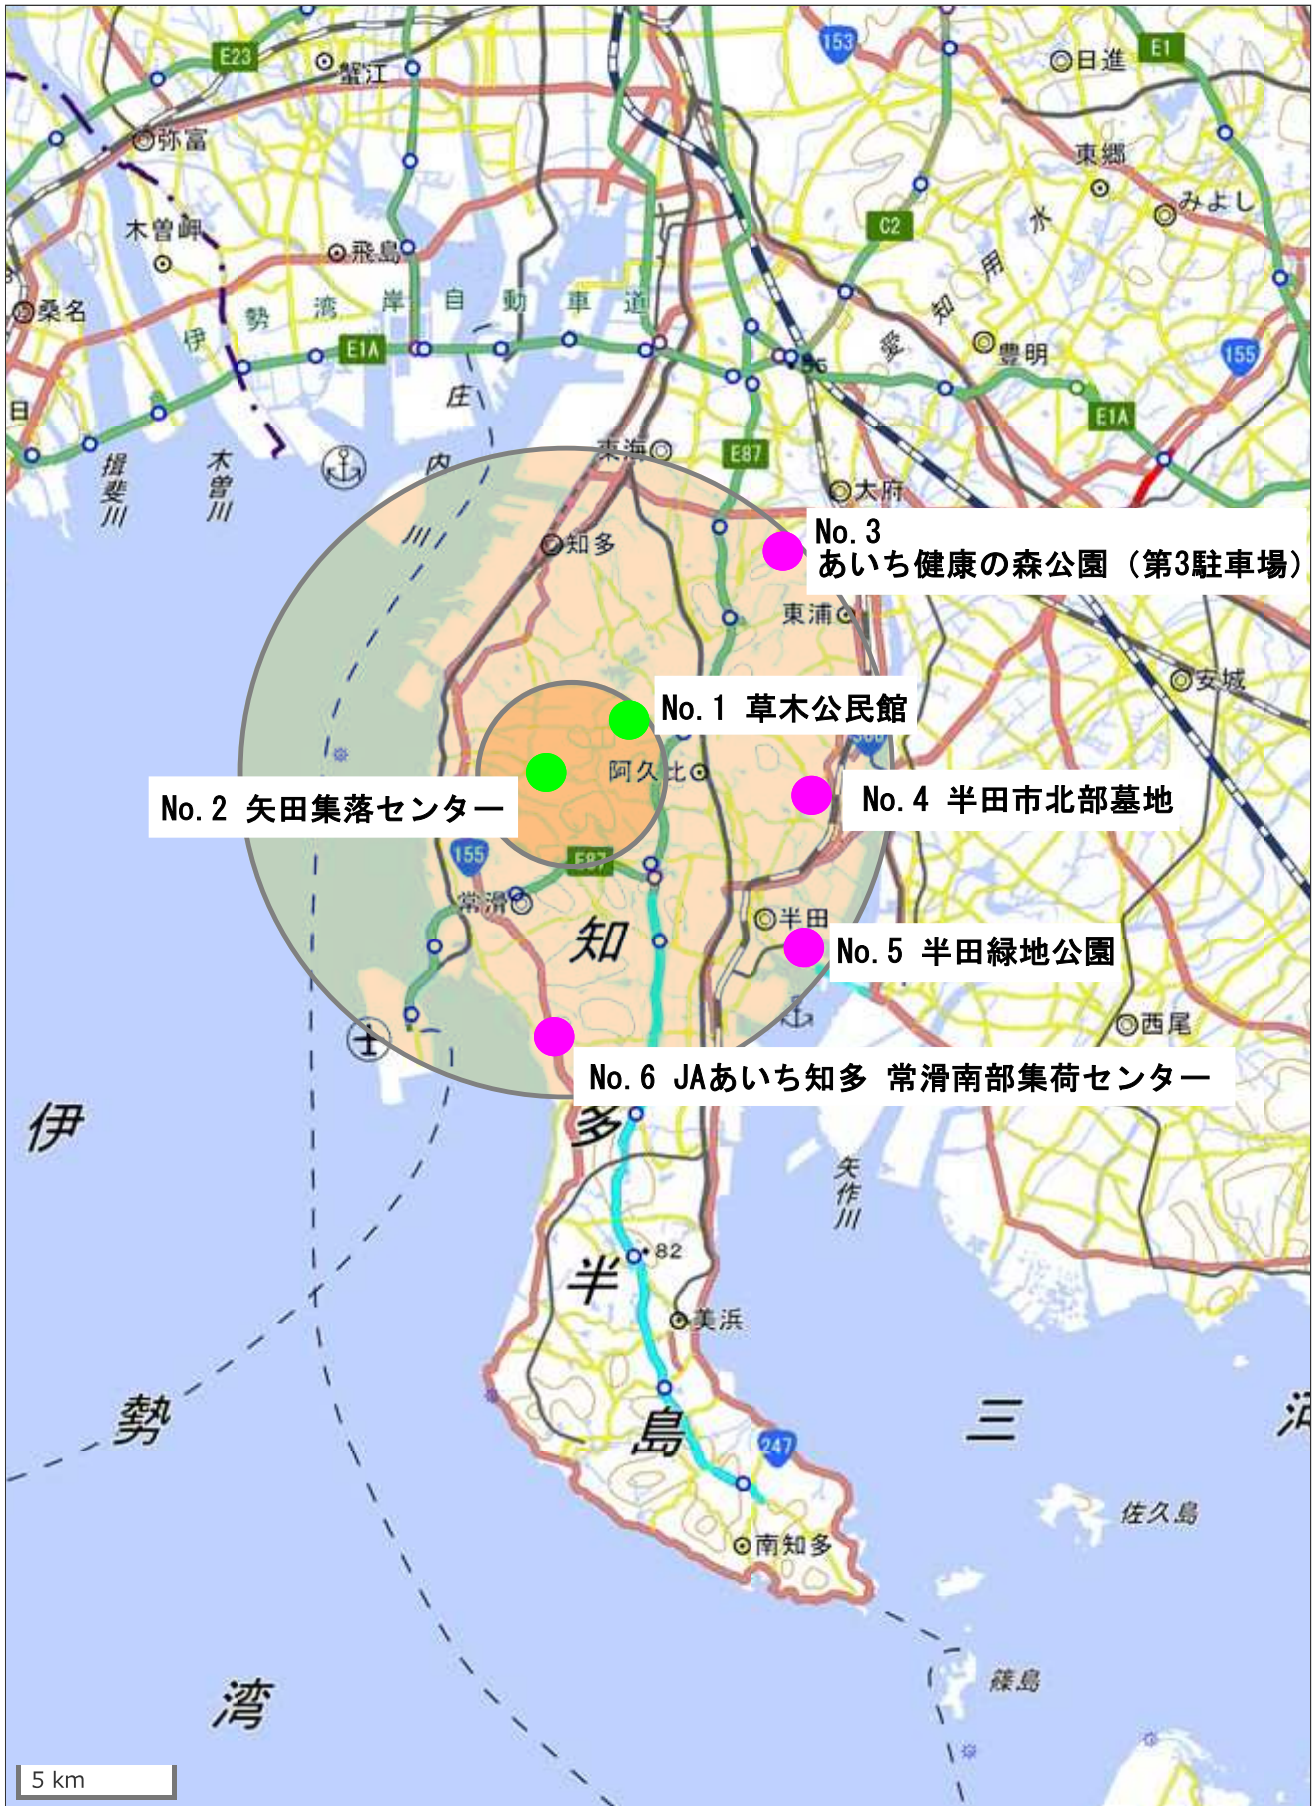 E23
蟹江
153
日進
E1
弥富
東郷
みよし
木曽岬
飛島
C2
愛知用水
桑名
伊勢湾岸自動車道
E1A
豊明
155
日
E1A
揖斐川
木曽川
庄内川
東海
E87
大府
知多
No.3
あいち健康の森公園（第3駐車場）
東浦
安城
No.1 草木公民館
阿久比
No.2 矢田集落センター
No.4 半田市北部墓地
155
E87
常滑
半田
No.5 半田緑地公園
西尾
No.6 JAあいち知多 常滑南部集荷センター
知多半島
矢作川
82
美浜
247
南知多
佐久島
篠島
伊勢湾
三河
5 km